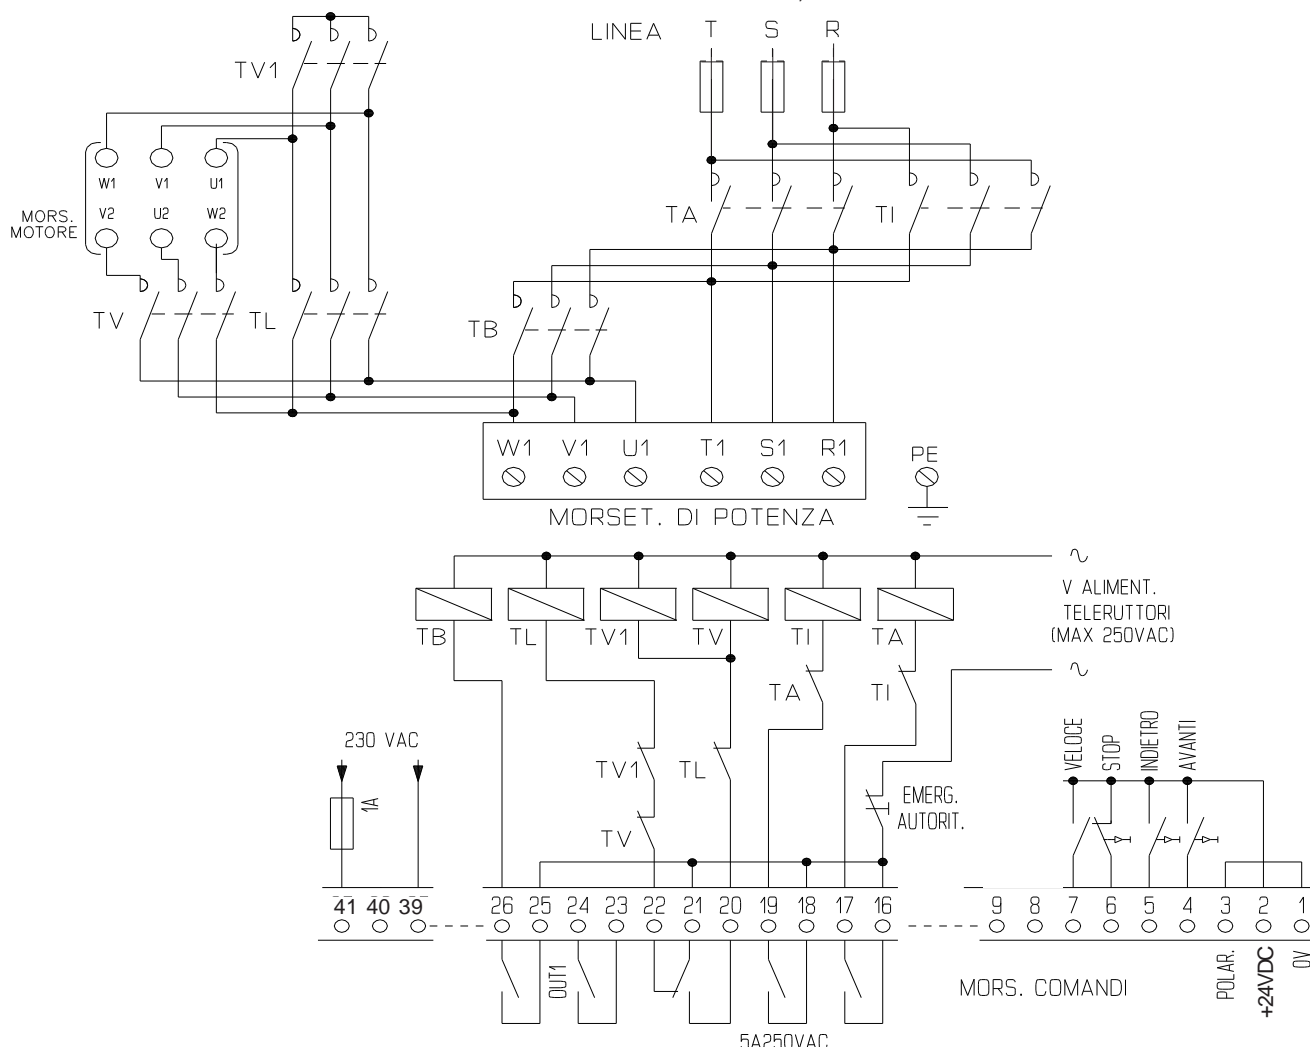 LINEA T S R
TV1
W1 V1 U1
V2 U2 W2
MORS.
MOTORE
TA TI
TV TL TB
W1 V1 U1 T1 S1 R1 PE
MORSET. DI POTENZA
V ALIMENT.
TELERUTTORI
(MAX 250VAC)
TB TL TV1 TV TI TA
TA TI
230 VAC
1A
TV1 TL
TV
EMERG.
AUTORIT.
VELOCE
STOP
INDIETRO
AVANTI
41 40 39 26 25 24 23 22 21 20 19 18 17 16 9 8 7 6 5 4 3 2 1
OUT1
POLAR.
+24VDC
0V
MORS. COMANDI
5A250VAC